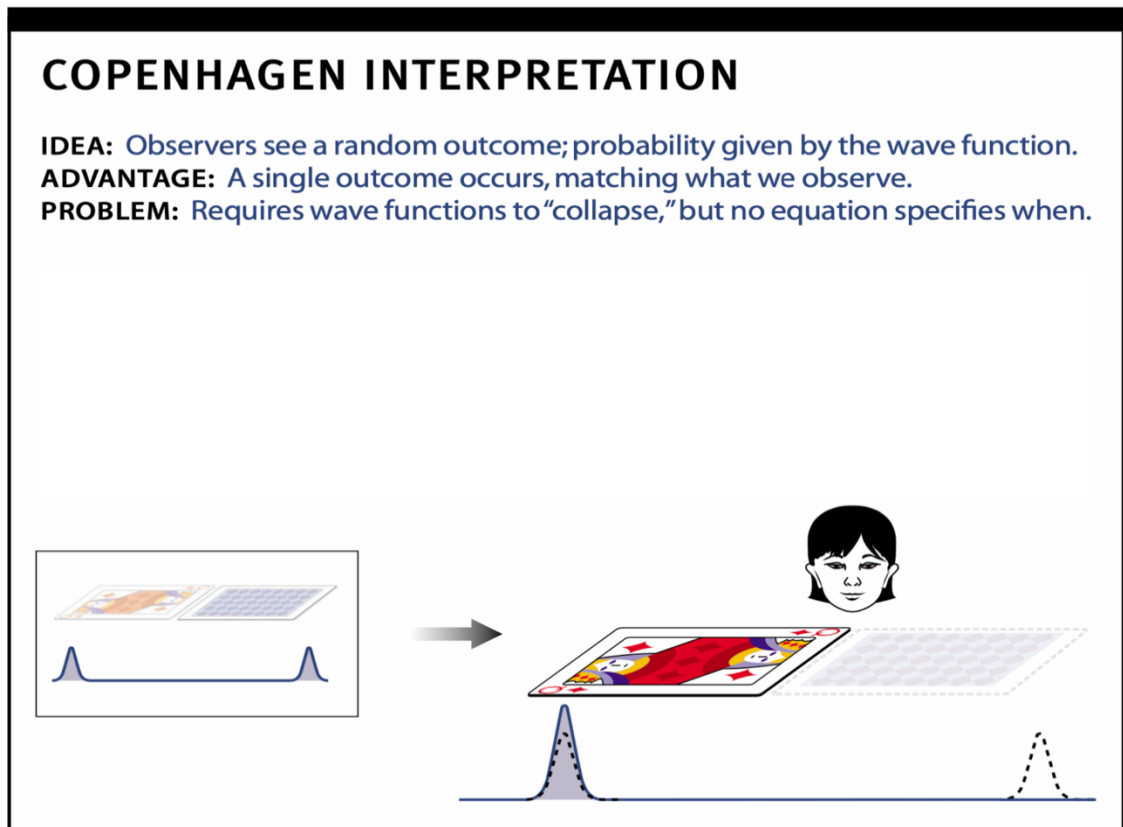 COPENHAGEN INTERPRETATION
IDEA: Observers see a random outcome; probability given by the wave function.
ADVANTAGE: A single outcome occurs, matching what we observe.
PROBLEM: Requires wave functions to “collapse,” but no equation specifies when.